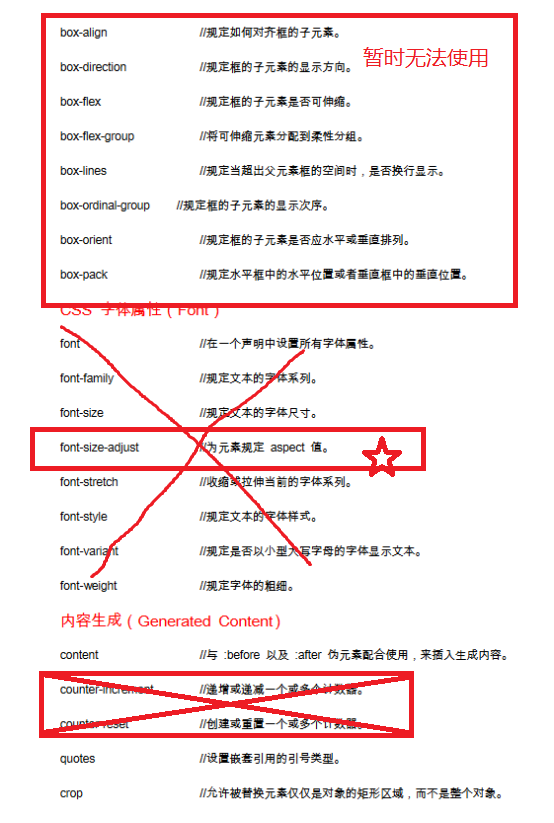 box-align //规定如何对齐框的子元素。
box-direction //规定框的子元素的显示方向。 暂时无法使用
box-flex //规定框的子元素是否可伸缩。
box-flex-group //将可伸缩元素分配到柔性分组。
box-lines //规定当超出父元素框的空间时，是否换行显示。
box-ordinal-group //规定框的子元素的显示次序。
box-orient //规定框的子元素是否应水平或垂直排列。
box-pack //规定水平框中的水平位置或者垂直框中的垂直位置。
CSS 字体属性（Font）
font //在一个声明中设置所有字体属性。
font-family //规定文本的字体系列。
font-size //规定文本的字体尺寸。
font-size-adjust //为元素规定 aspect 值。
font-stretch //收缩或拉伸当前的字体系列。
font-style //规定文本的字体样式。
font-variant //规定是否以小型大写字母的字体显示文本。
font-weight //规定字体的粗细。
内容生成（Generated Content）
content //与 :before 以及 :after 伪元素配合使用，来插入生成内容。
counter-increment //递增或递减一个或多个计数器。
counter-reset //创建或重置一个或多个计数器。
quotes //设置嵌套引用的引号类型。
crop //允许被替换元素仅仅是对象的矩形区域，而不是整个对象。